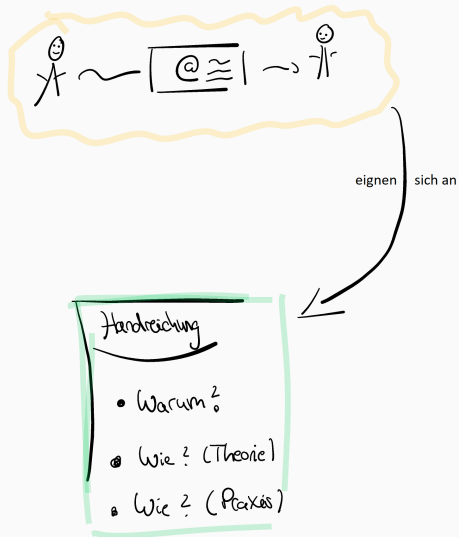 @
eignen sich an
Handreichung
• Warum?
• Wie? (Theorie)
• Wie? (Praxis)